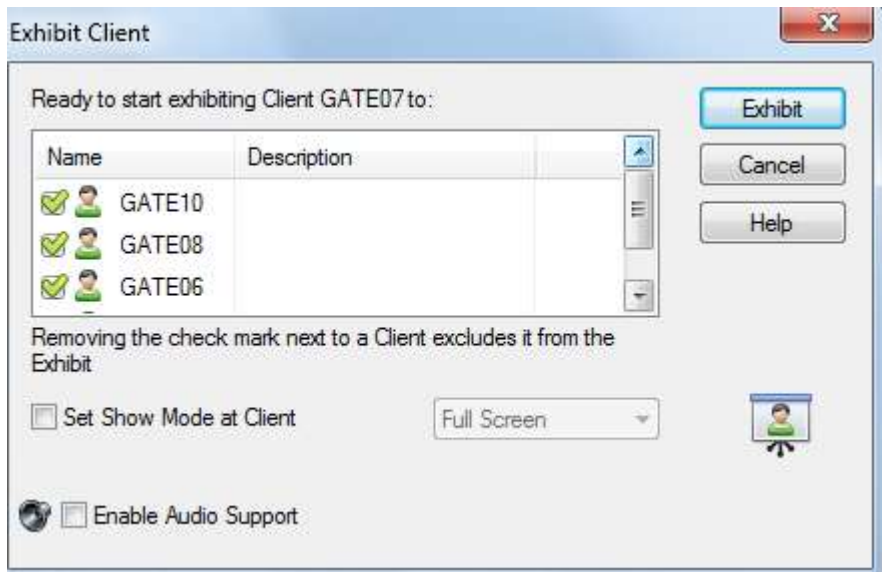 Exhibit Client
Ready to start exhibiting Client GATE07 to:
Exhibit
Name Description
Cancel
GATE10
Help
GATE08
GATE06
Removing the check mark next to a Client excludes it from the
Exhibit
Set Show Mode at Client Full Screen
Enable Audio Support